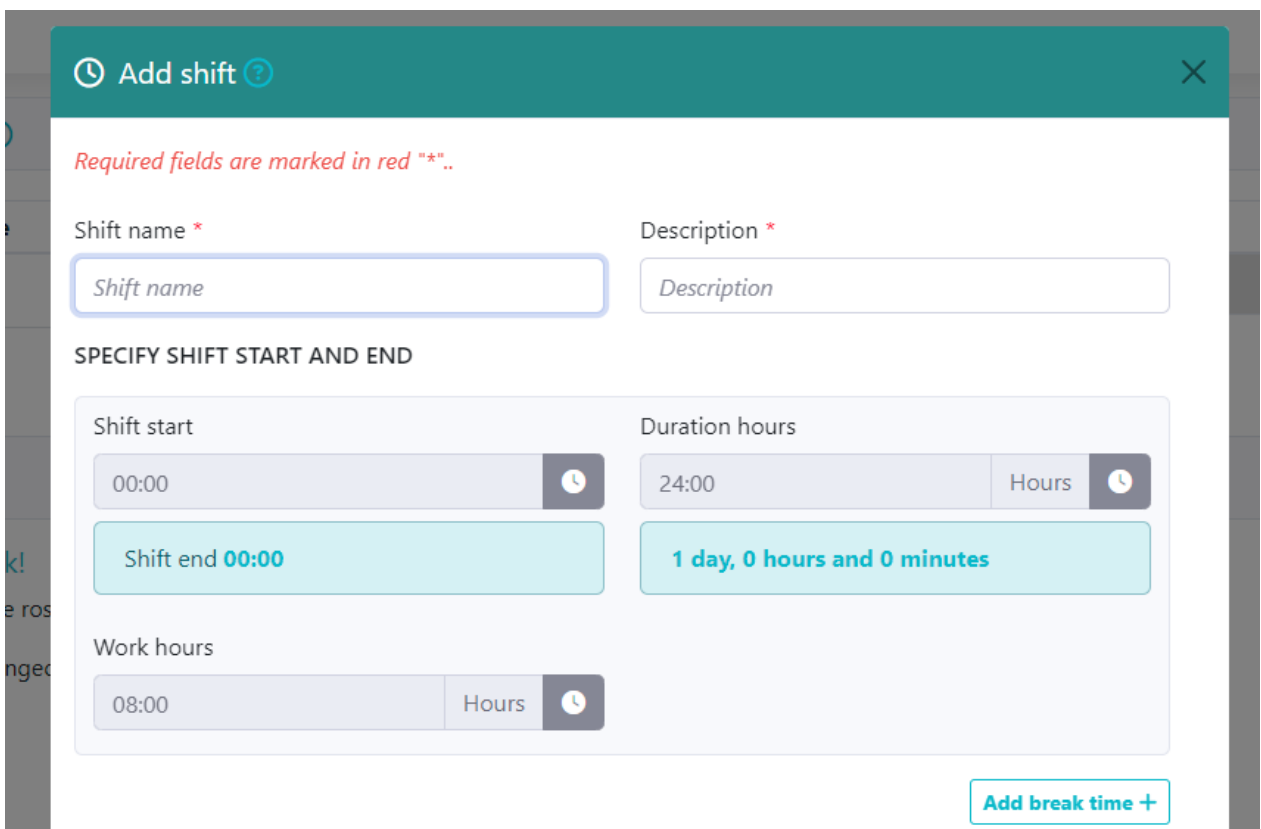 Add shift ?
Required fields are marked in red "*"..
Shift name * Description *
Shift name Description
SPECIFY SHIFT START AND END
Shift start Duration hours
00:00 24:00 Hours
Shift end 00:00 1 day, 0 hours and 0 minutes
k!
e ros
Work hours
nged
08:00 Hours
Add break time +